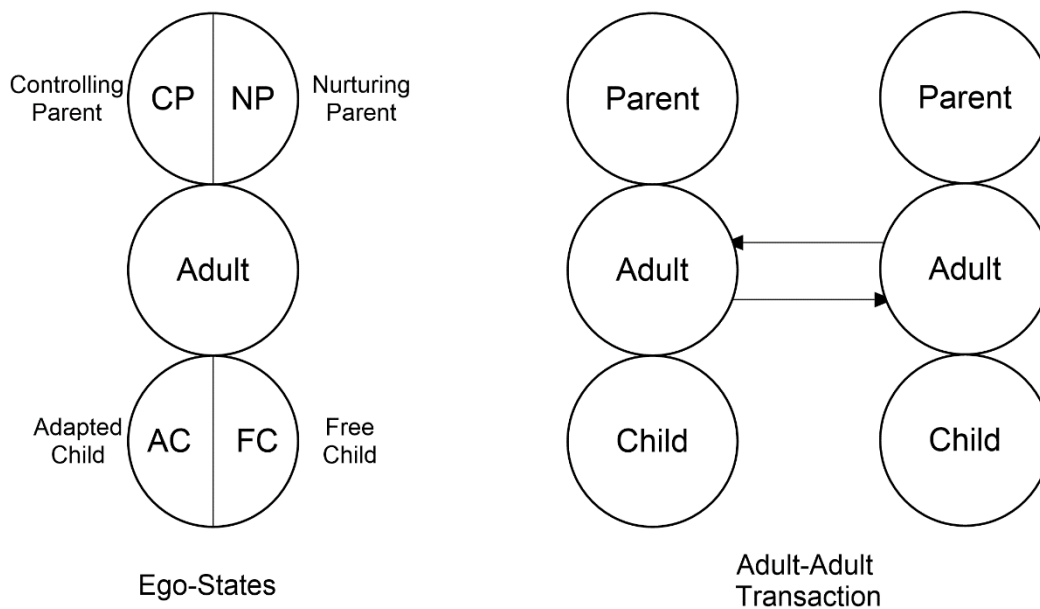 Controlling
Parent
CP
NP
Nurturing
Parent
Adult
Adapted
Child
AC
FC
Free
Child
Ego-States
Parent
Parent
Adult
Adult
Child
Child
Adult-Adult
Transaction